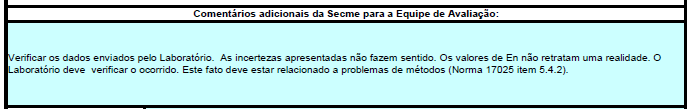 Comentários adicionais da Secme para a Equipe de Avaliação:
Verificar os dados enviados pelo Laboratório.  As incertezas apresentadas não fazem sentido. Os valores de En não retratam uma realidade. O
Laboratório deve  verificar o ocorrido. Este fato deve estar relacionado a problemas de métodos (Norma 17025 item 5.4.2).